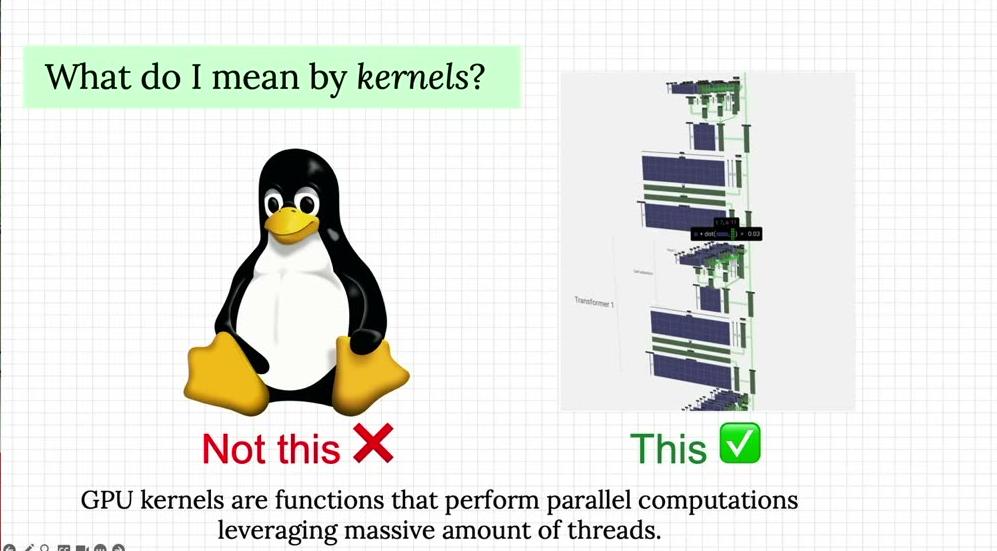 What do I mean by kernels?
Transformer 1
Not this ❌
This ✅
GPU kernels are functions that perform parallel computations
leveraging massive amount of threads.